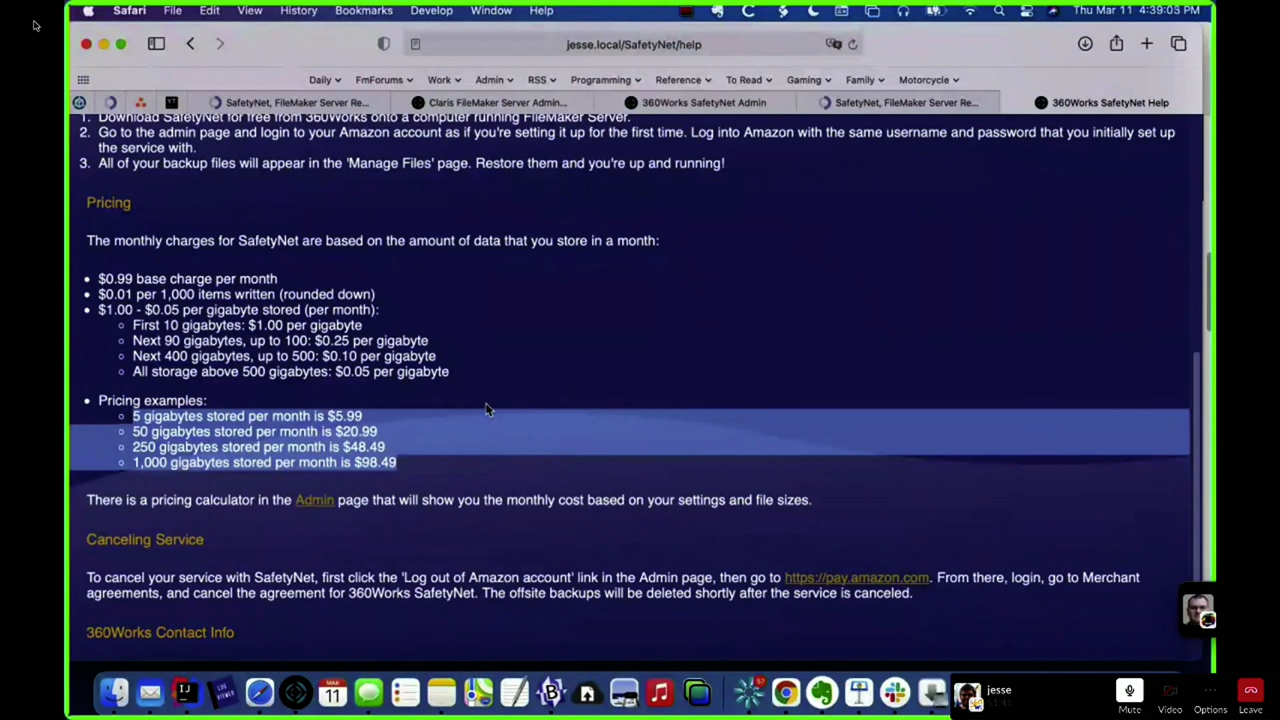 Safari File Edit View History Bookmarks Develop Window Help Thu Mar 11 4:39:03 PM
jesse.local/SafetyNet/help
Daily FmForums Work Admin RSS Programming Reference To Read Gaming Family Motorcycle
SafetyNet, FileMaker Server Re... Claris FileMaker Server Admin... 360Works SafetyNet Admin SafetyNet, FileMaker Server Re... 360Works SafetyNet Help
1. Download SafetyNet for free from 360Works onto a computer running FileMaker Server.
2. Go to the admin page and login to your Amazon account as if you're setting it up for the first time. Log into Amazon with the same username and password that you initially set up
the service with.
3. All of your backup files will appear in the 'Manage Files' page. Restore them and you're up and running!
Pricing
The monthly charges for SafetyNet are based on the amount of data that you store in a month:
• $0.99 base charge per month
• $0.01 per 1,000 items written (rounded down)
• $1.00 - $0.05 per gigabyte stored (per month):
○ First 10 gigabytes: $1.00 per gigabyte
○ Next 90 gigabytes, up to 100: $0.25 per gigabyte
○ Next 400 gigabytes, up to 500: $0.10 per gigabyte
○ All storage above 500 gigabytes: $0.05 per gigabyte
• Pricing examples:
○ 5 gigabytes stored per month is $5.99
○ 50 gigabytes stored per month is $20.99
○ 250 gigabytes stored per month is $48.49
○ 1,000 gigabytes stored per month is $98.49
There is a pricing calculator in the Admin page that will show you the monthly cost based on your settings and file sizes.
Canceling Service
To cancel your service with SafetyNet, first click the 'Log out of Amazon account' link in the Admin page, then go to https://pay.amazon.com. From there, login, go to Merchant
agreements, and cancel the agreement for 360Works SafetyNet. The offsite backups will be deleted shortly after the service is canceled.
360Works Contact Info
MAR
11
57
jesse
Mute Video Options Leave